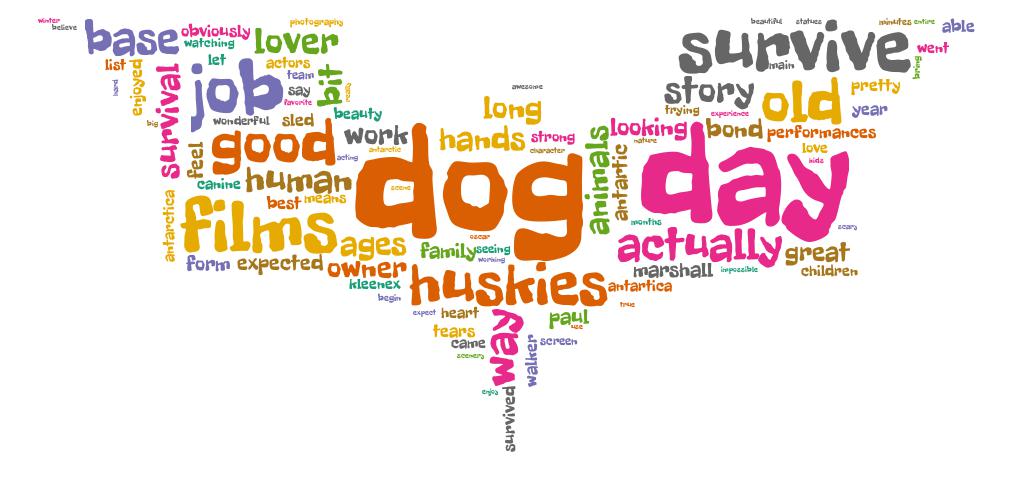 winter
believe
base
obviously
watching
photography
lover
list
enjoyed
hard
big
survival
let
job
actors
team
say
favorite
bit
really
wonderful
sled
beauty
feel
good
work
acting
antarctic
canine
human
best
means
antarctica
films
form
expected
ages
owner
kleenex
begin
awesome
long
hands
strong
character
dog
scene
oscar
family
seeing
working
huskies
antartica
true
expect
heart
tears
came
scenery
way
paul
use
walker
screen
enjoy
survived
beautiful
statues
minutes
entire
able
survive
main
went
bring
story
old
pretty
year
trying
experience
looking
nature
bond
performances
love
kids
animals
antartic
day
months
scary
actually
great
marshall
impossible
children